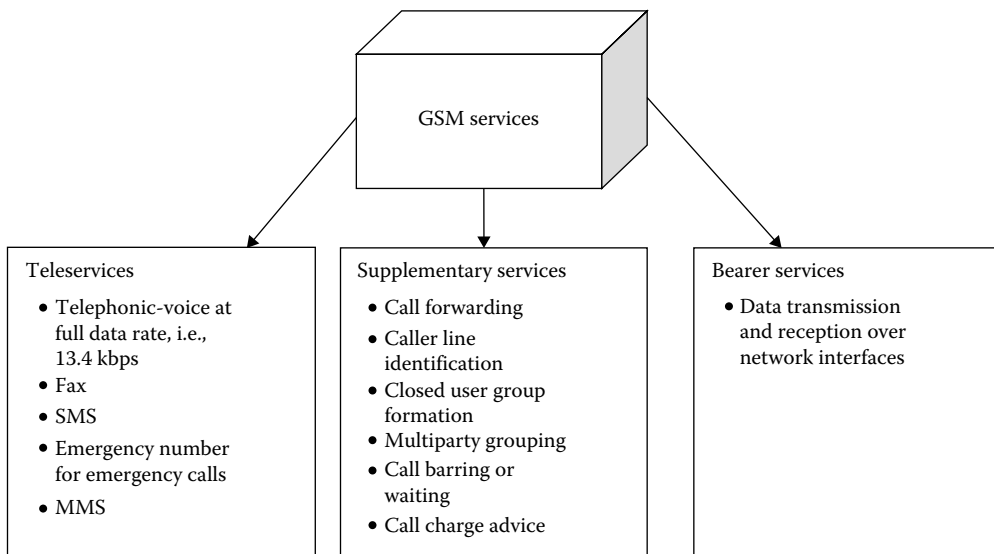 GSM services
Teleservices
• Telephonic-voice at
full data rate, i.e.,
13.4 kbps
• Fax
• SMS
• Emergency number
for emergency calls
• MMS
Supplementary services
• Call forwarding
• Caller line
identification
• Closed user group
formation
• Multiparty grouping
• Call barring or
waiting
• Call charge advice
Bearer services
• Data transmission
and reception over
network interfaces